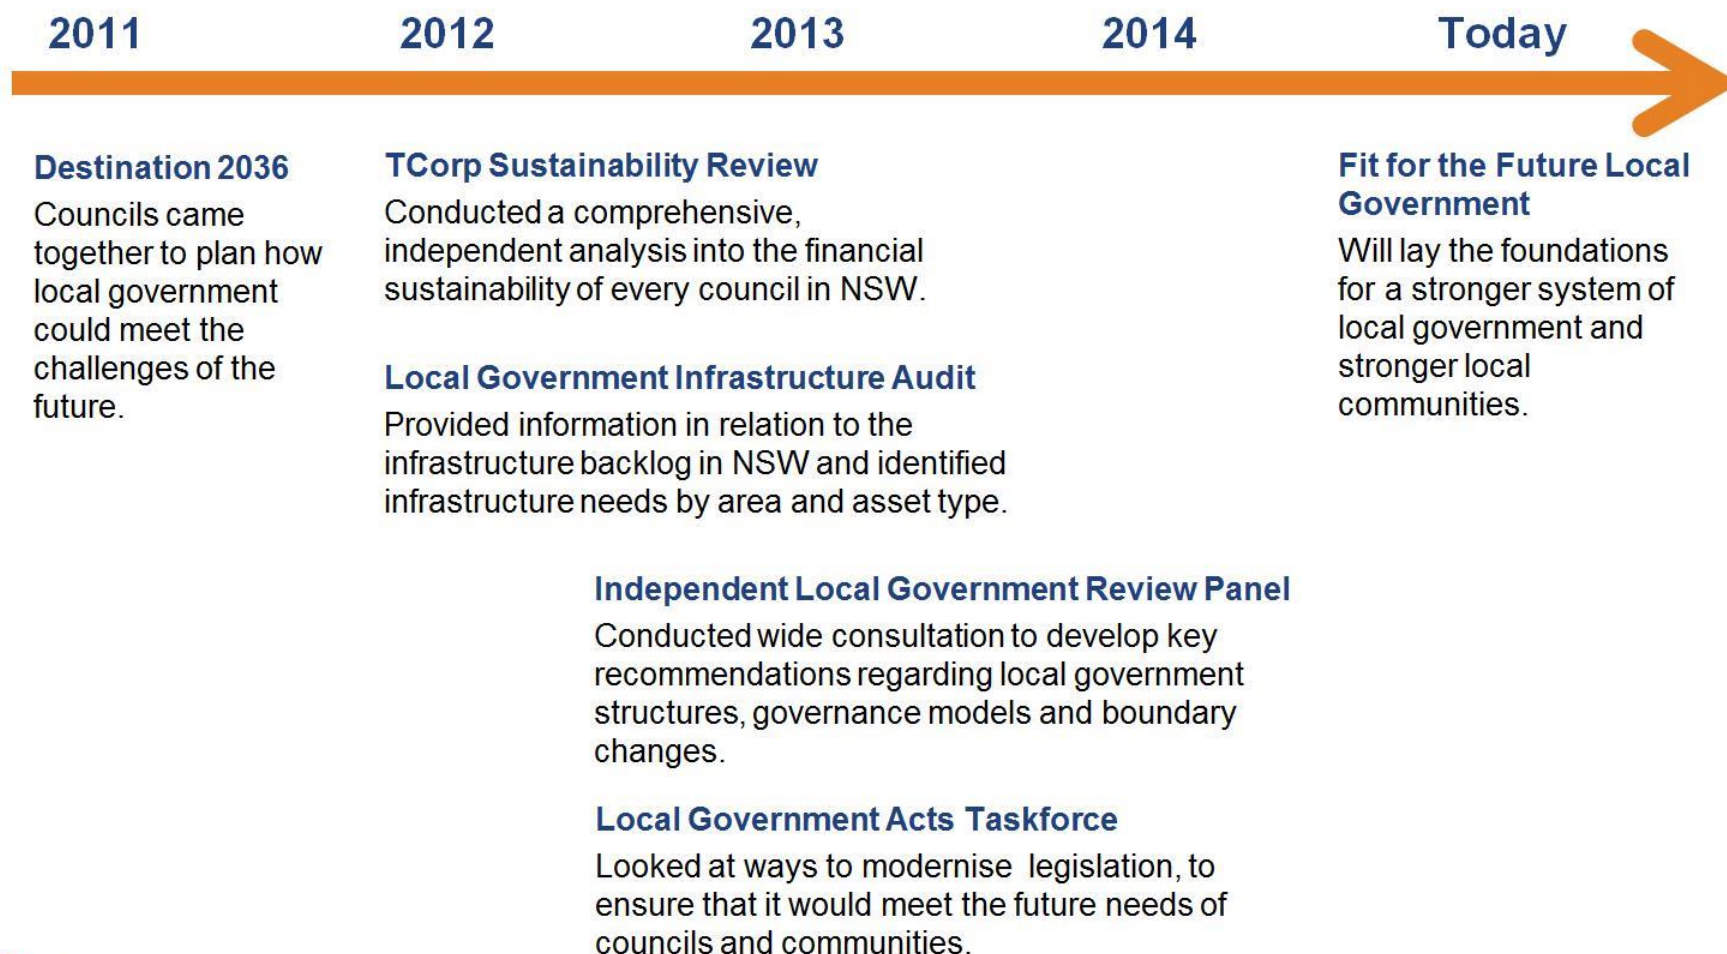 2011 2012 2013 2014 Today
Destination 2036
Councils came
together to plan how
local government
could meet the
challenges of the
future.
TCorp Sustainability Review
Conducted a comprehensive,
independent analysis into the financial
sustainability of every council in NSW.
Local Government Infrastructure Audit
Provided information in relation to the
infrastructure backlog in NSW and identified
infrastructure needs by area and asset type.
Independent Local Government Review Panel
Conducted wide consultation to develop key
recommendations regarding local government
structures, governance models and boundary
changes.
Local Government Acts Taskforce
Looked at ways to modernise legislation, to
ensure that it would meet the future needs of
councils and communities.
Fit for the Future Local
Government
Will lay the foundations
for a stronger system of
local government and
stronger local
communities.